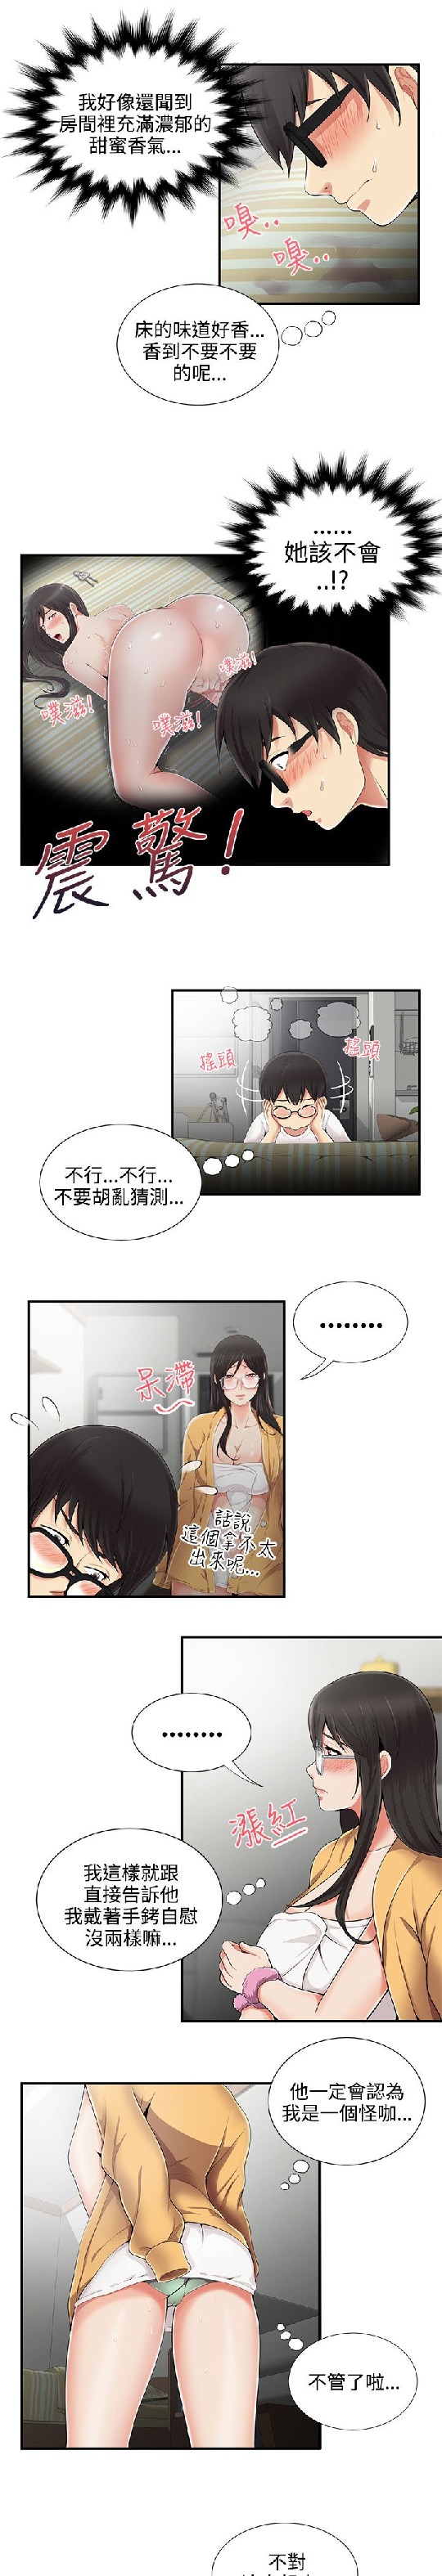 我好像還聞到
房間裡充滿濃郁的
甜蜜香氣...
嗅..
嗅..
床的味道好香...
香到不要不要
的呢...
......
她該不會
..!?
噗滋!
噗滋!
噗滋!
震驚!
搖頭
搖頭
不行...不行...
不要胡亂猜測...
........
呆滯
話說
這個拿不太
出來呢...
........
漲紅
我這樣就跟
直接告訴他
我戴著手銬自慰
沒兩樣嘛...
他一定會認為
我是一個怪咖...
不管了啦...
不對